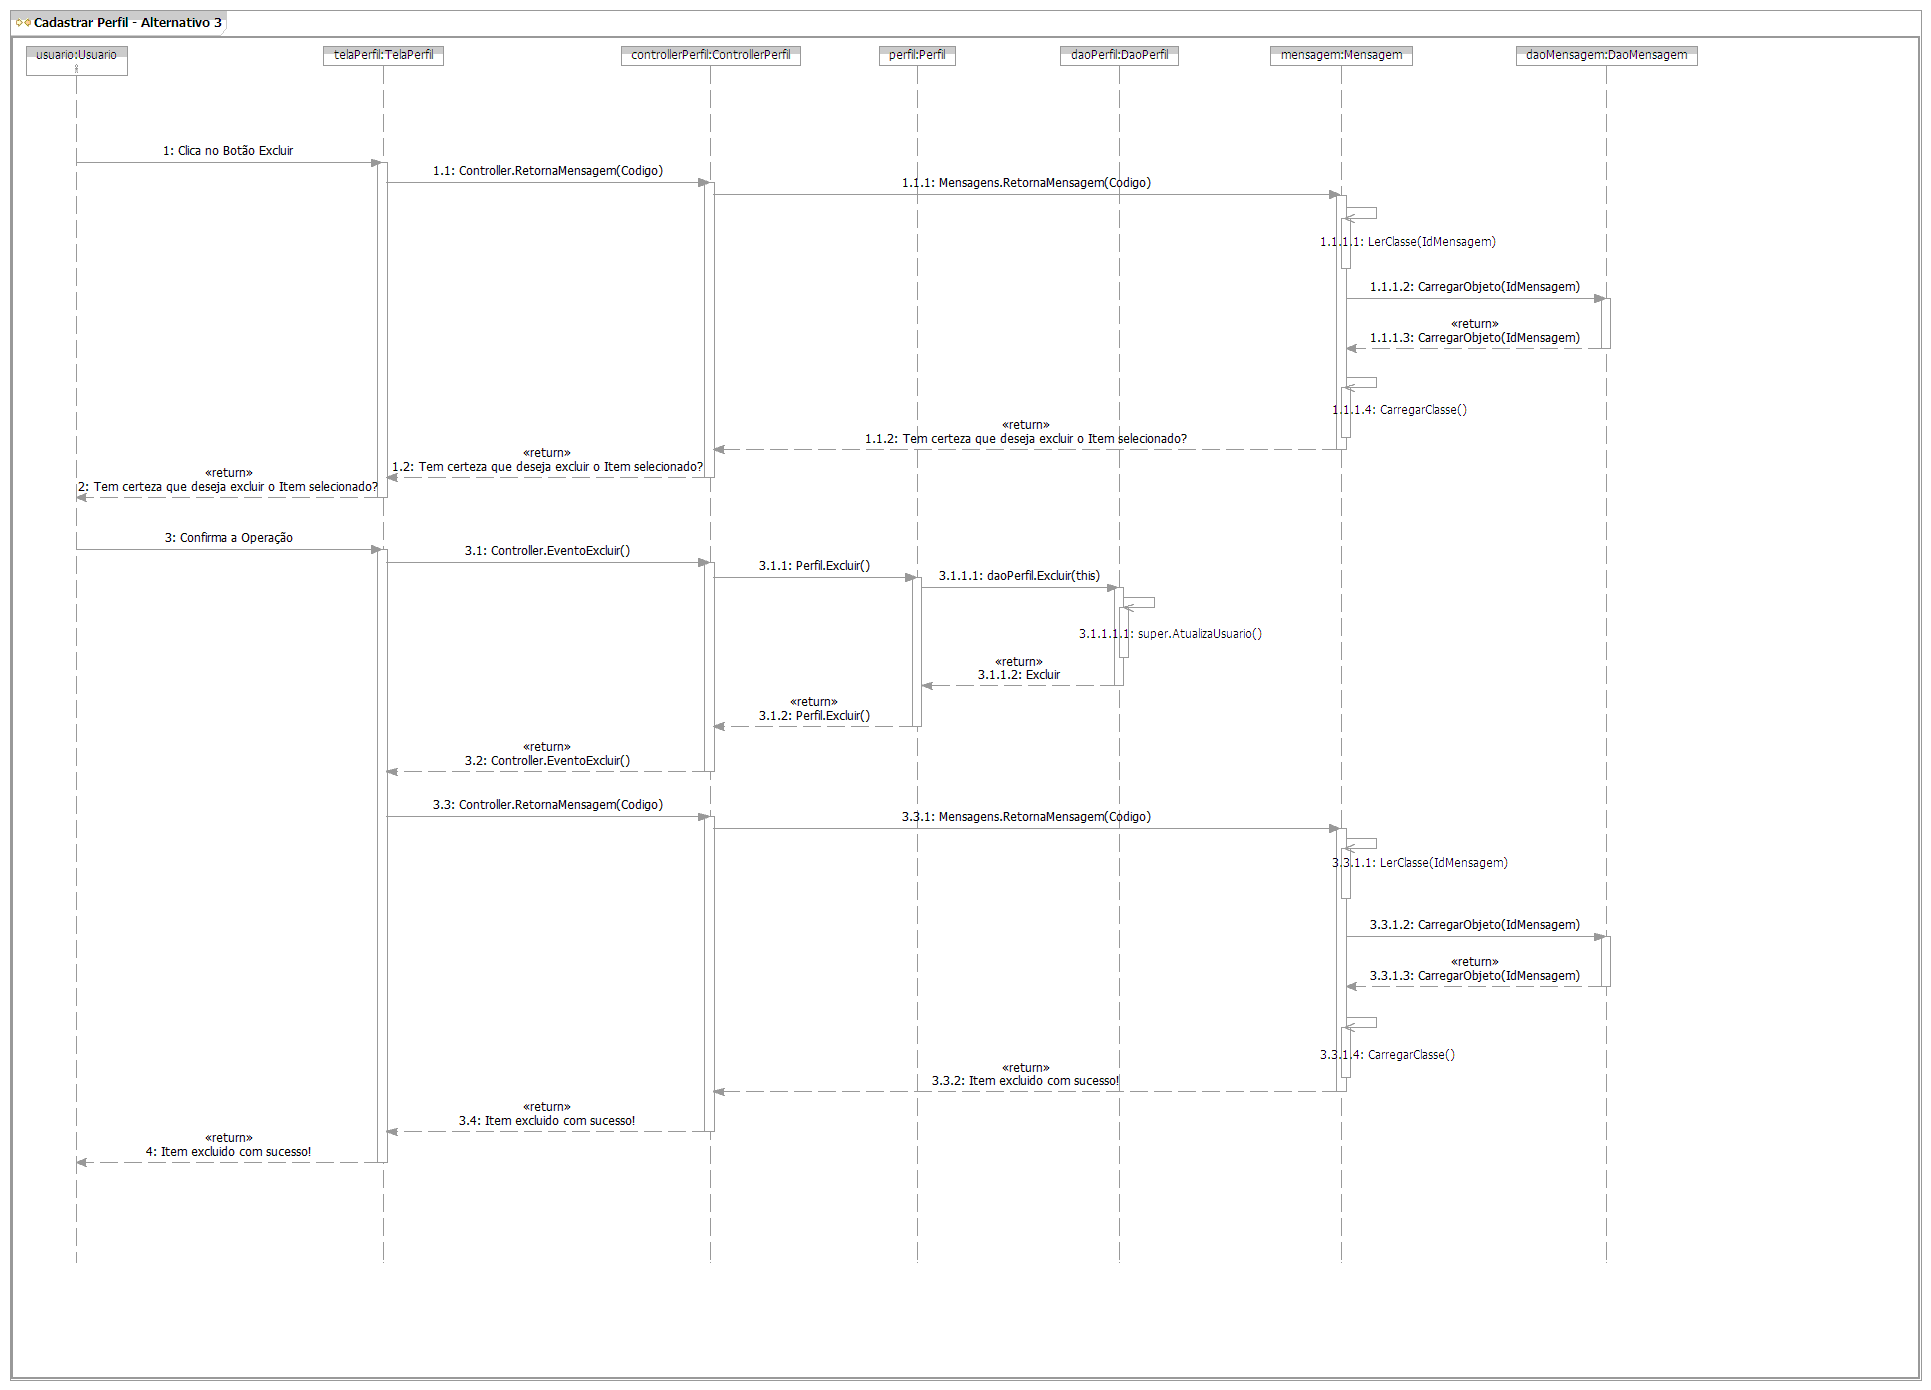 Cadastrar Perfil - Alternativo 3
usuario:Usuario
telaPerfil:TelaPerfil
controllerPerfil:ControllerPerfil
perfil:Perfil
daoPerfil:DaoPerfil
mensagem:Mensagem
daoMensagem:DaoMensagem
1: Clica no Botão Excluir
1.1: Controller.RetornaMensagem(Codigo)
1.1.1: Mensagens.RetornaMensagem(Codigo)
1.1.1.1: LerClasse(IdMensagem)
1.1.1.2: CarregarObjeto(IdMensagem)
«return»
1.1.1.3: CarregarObjeto(IdMensagem)
1.1.1.4: CarregarClasse()
«return»
1.1.2: Tem certeza que deseja excluir o Item selecionado?
«return»
1.2: Tem certeza que deseja excluir o Item selecionado?
«return»
2: Tem certeza que deseja excluir o Item selecionado?
3: Confirma a Operação
3.1: Controller.EventoExcluir()
3.1.1: Perfil.Excluir()
3.1.1.1: daoPerfil.Excluir(this)
3.1.1.1.1: super.AtualizaUsuario()
«return»
3.1.1.2: Excluir
«return»
3.1.2: Perfil.Excluir()
«return»
3.2: Controller.EventoExcluir()
3.3: Controller.RetornaMensagem(Codigo)
3.3.1: Mensagens.RetornaMensagem(Codigo)
3.3.1.1: LerClasse(IdMensagem)
3.3.1.2: CarregarObjeto(IdMensagem)
«return»
3.3.1.3: CarregarObjeto(IdMensagem)
3.3.1.4: CarregarClasse()
«return»
3.3.2: Item excluido com sucesso!
«return»
3.4: Item excluido com sucesso!
«return»
4: Item excluido com sucesso!